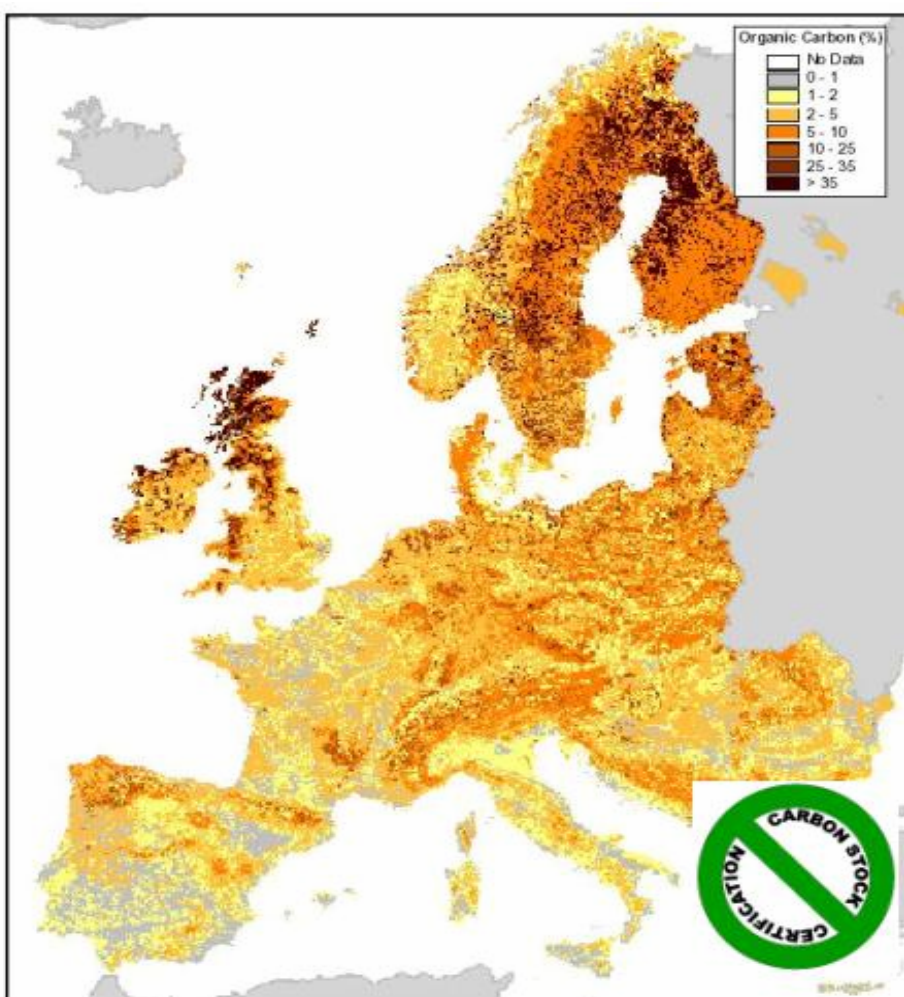 Organic Carbon (%)
No Data
0 - 1
1 - 2
2 - 5
5 - 10
10 - 25
25 - 35
> 35
CARBON STOCK
CERTIFICATION